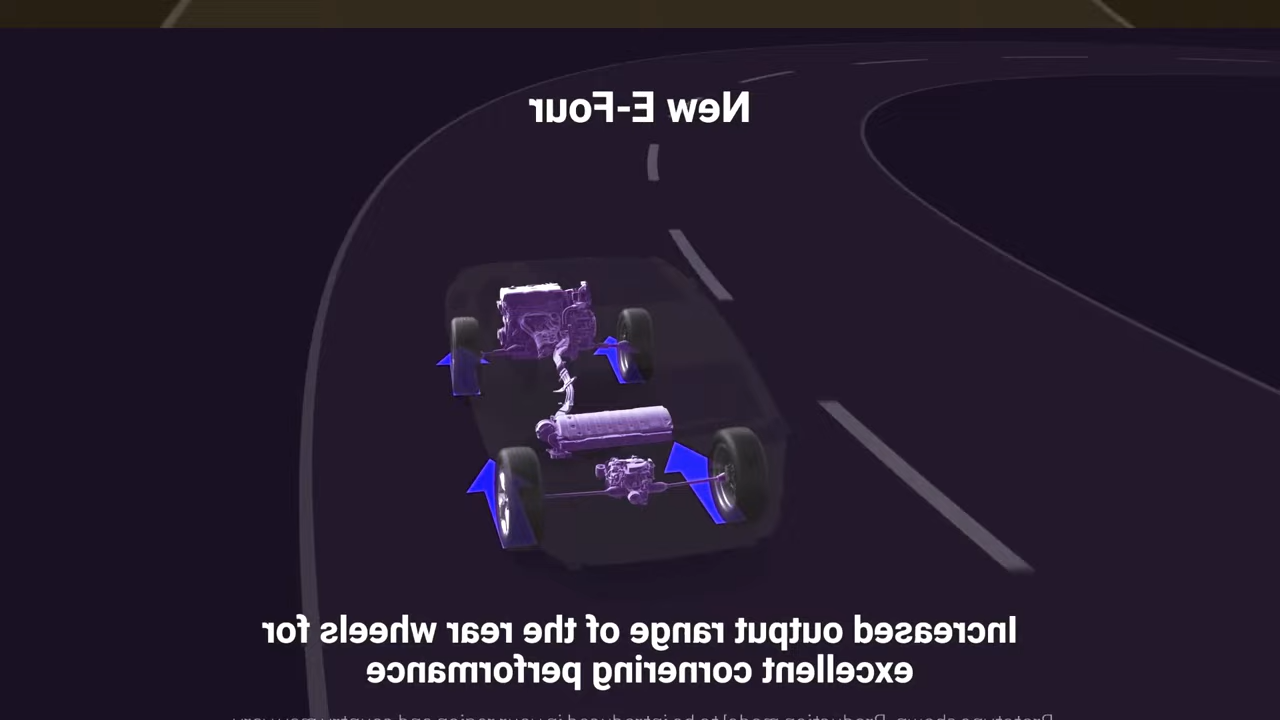 New E-Four
Increased output range of the rear wheels for
excellent cornering performance